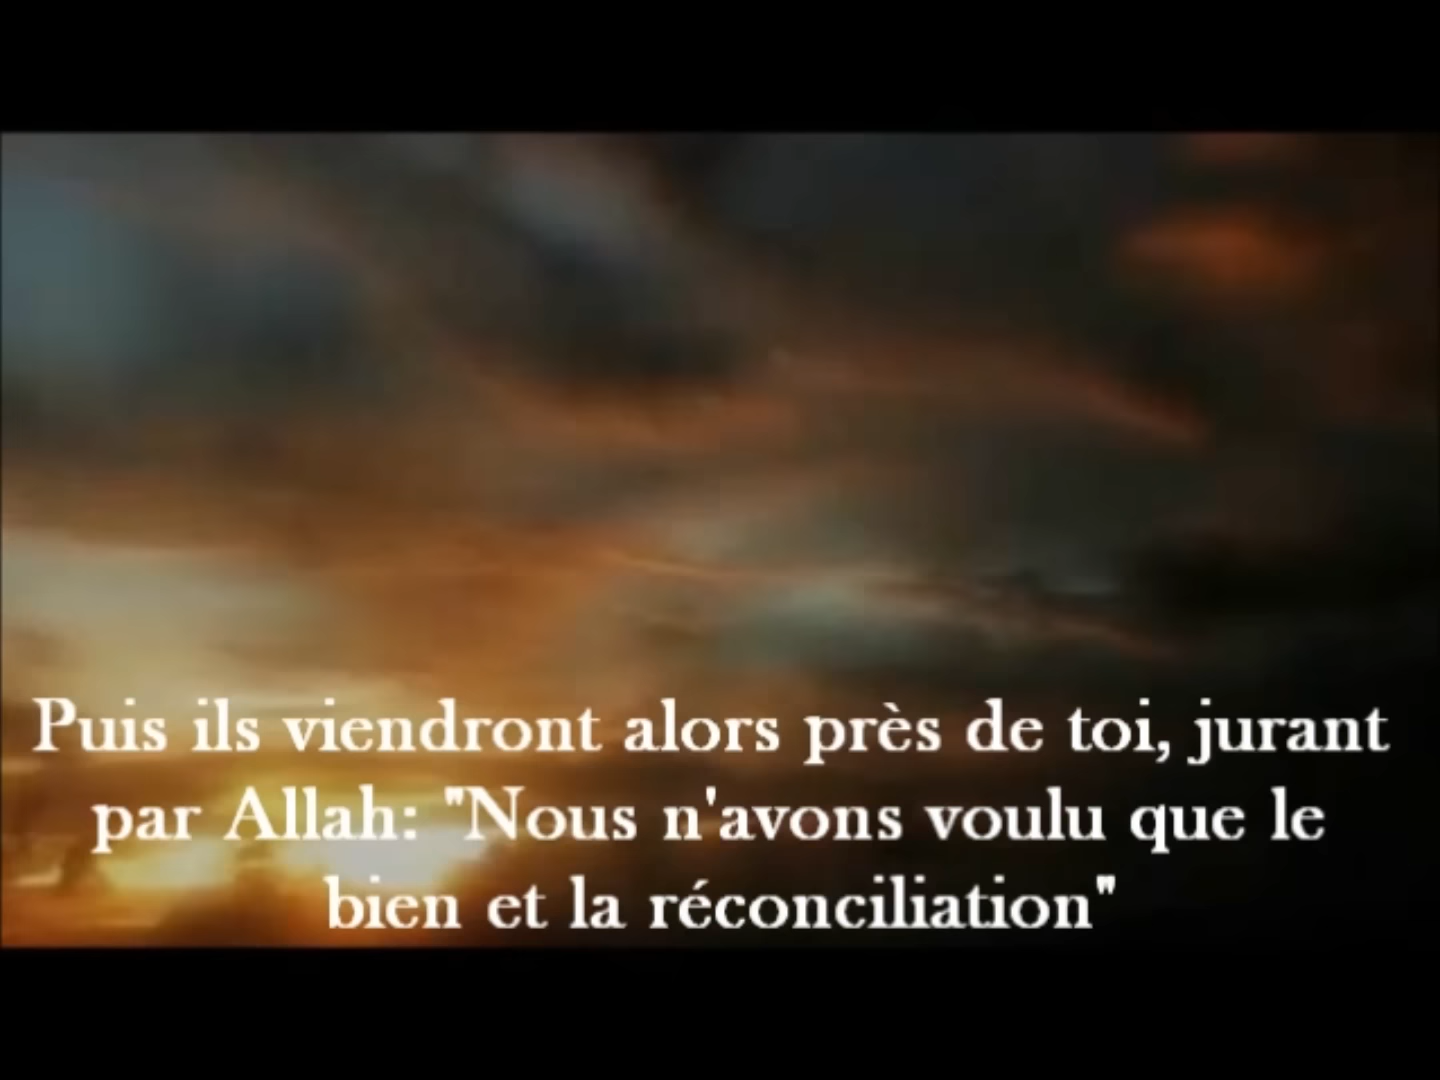 Puis ils viendront alors près de toi, jurant
par Allah: "Nous n'avons voulu que le
bien et la réconciliation"